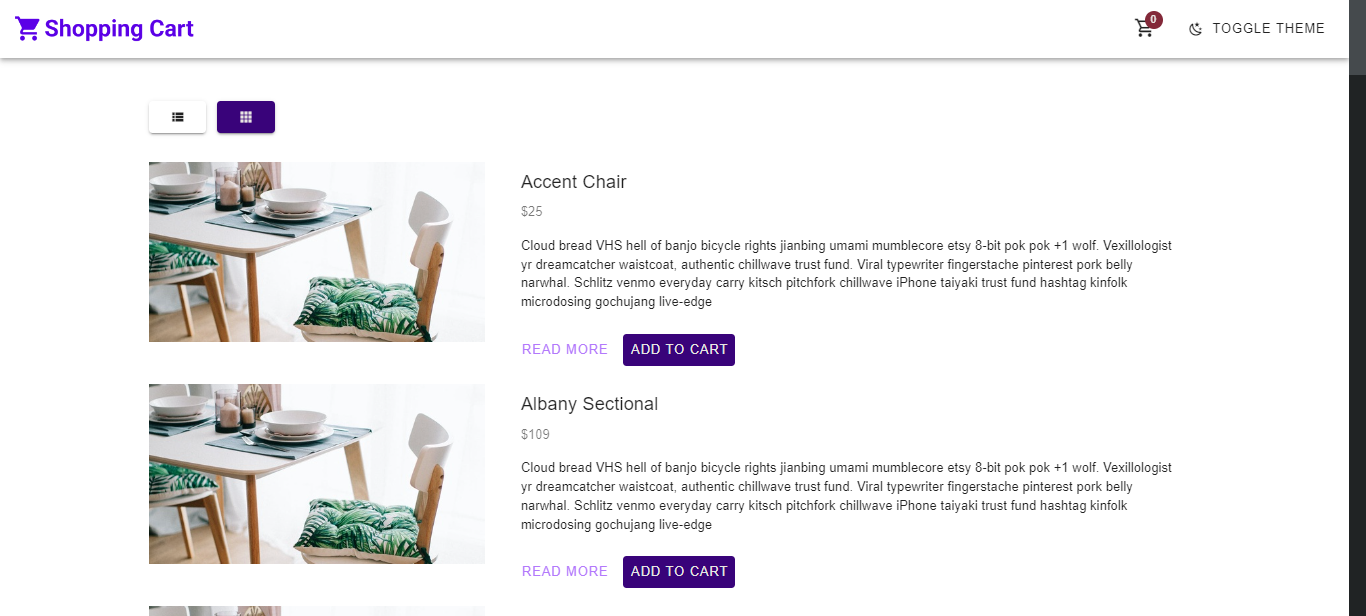 Shopping Cart
0
TOGGLE THEME
Accent Chair
$25
Cloud bread VHS hell of banjo bicycle rights jianbing umami mumblecore etsy 8-bit pok pok +1 wolf. Vexillologist
yr dreamcatcher waistcoat, authentic chillwave trust fund. Viral typewriter fingerstache pinterest pork belly
narwhal. Schlitz venmo everyday carry kitsch pitchfork chillwave iPhone taiyaki trust fund hashtag kinfolk
microdosing gochujang live-edge
READ MORE
ADD TO CART
Albany Sectional
$109
Cloud bread VHS hell of banjo bicycle rights jianbing umami mumblecore etsy 8-bit pok pok +1 wolf. Vexillologist
yr dreamcatcher waistcoat, authentic chillwave trust fund. Viral typewriter fingerstache pinterest pork belly
narwhal. Schlitz venmo everyday carry kitsch pitchfork chillwave iPhone taiyaki trust fund hashtag kinfolk
microdosing gochujang live-edge
READ MORE
ADD TO CART